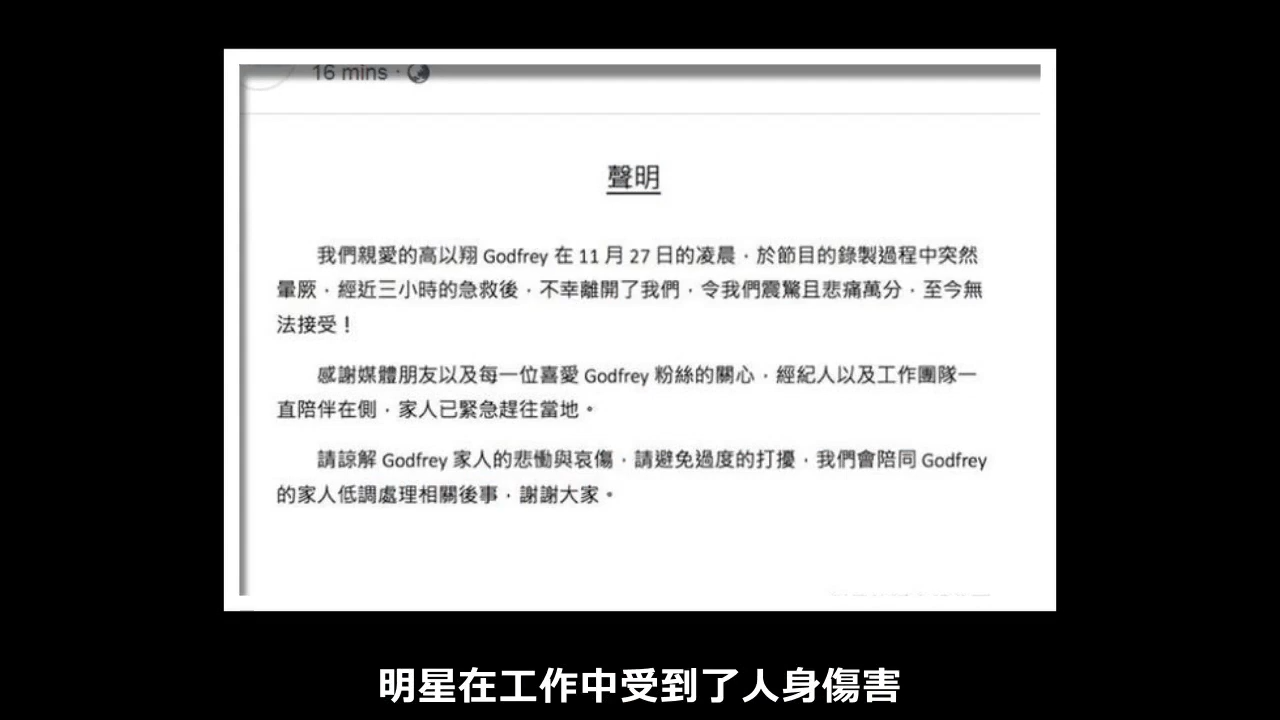 16 mins ·
聲明
我們親愛的高以翔 Godfrey 在 11 月 27 日的凌晨，於節目的錄製過程中突然
暈厥，經近三小時的急救後，不幸離開了我們，令我們震驚且悲痛萬分，至今無
法接受！
感謝媒體朋友以及每一位喜愛 Godfrey 粉絲的關心，經紀人以及工作團隊一
直陪伴在側，家人已緊急趕往當地。
請諒解 Godfrey 家人的悲慟與哀傷，請避免過度的打擾，我們會陪同 Godfrey
的家人低調處理相關後事，謝謝大家。
明星在工作中受到了人身傷害